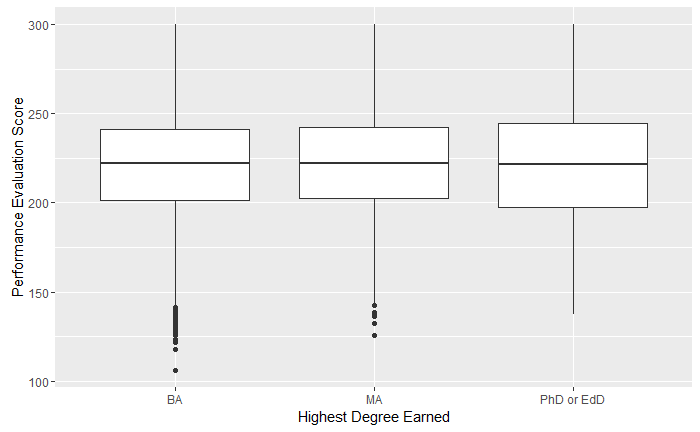 Performance Evaluation Score
300
250
200
150
100
BA
MA
PhD or EdD
Highest Degree Earned